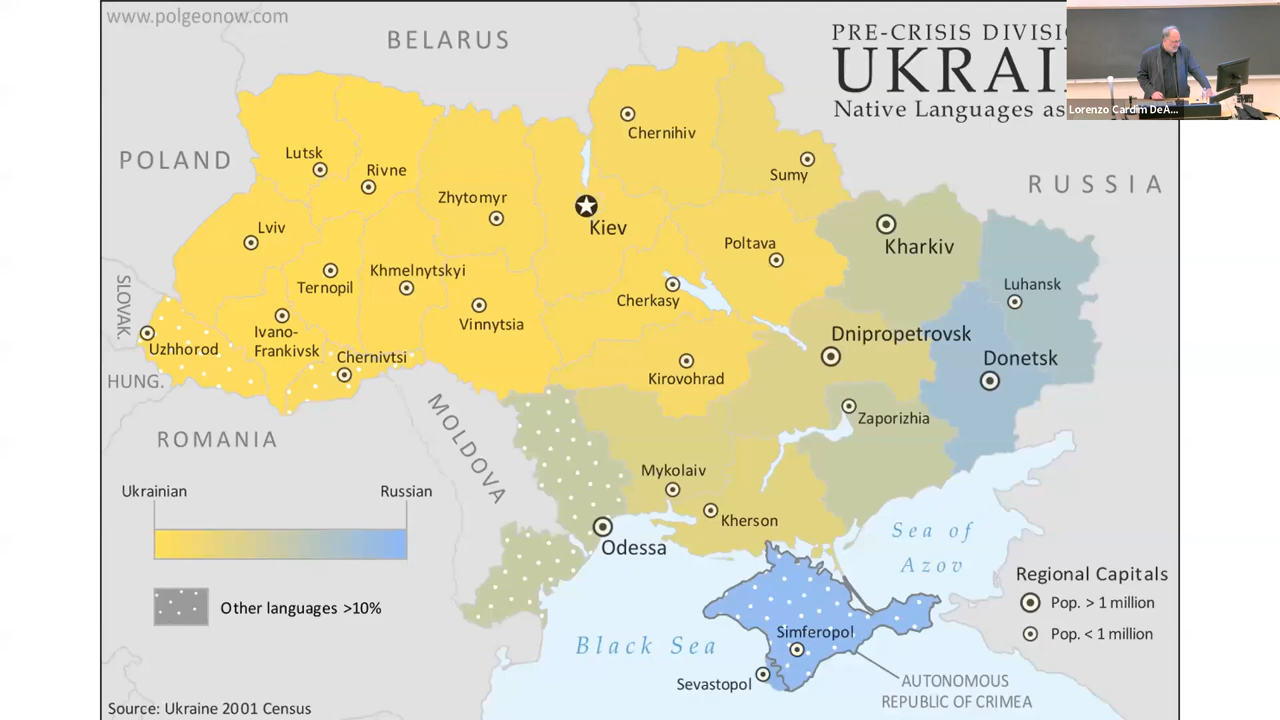 www.polgeonow.com
BELARUS
PRE-CRISIS DIVISI
UKRAI
Native Languages as
Lorenzo Cardim DeA...
POLAND
RUSSIA
Chernihiv
Sumy
Lutsk
Rivne
Zhytomyr
Kiev
Lviv
Poltava
Kharkiv
Khmelnytskyi
Ternopil
Cherkasy
Luhansk
SLOVAK.
Vinnytsia
Ivano-
Frankivsk
Uzhhorod
Chernivtsi
Dnipropetrovsk
Donetsk
Kirovohrad
HUNG.
Zaporizhia
ROMANIA
MOLDOVA
Mykolaiv
Kherson
Odessa
Sea of
Azov
Ukrainian
Russian
Other languages >10%
Regional Capitals
Pop. > 1 million
Pop. < 1 million
Black Sea
Simferopol
Sevastopol
AUTONOMOUS
REPUBLIC OF CRIMEA
Source: Ukraine 2001 Census